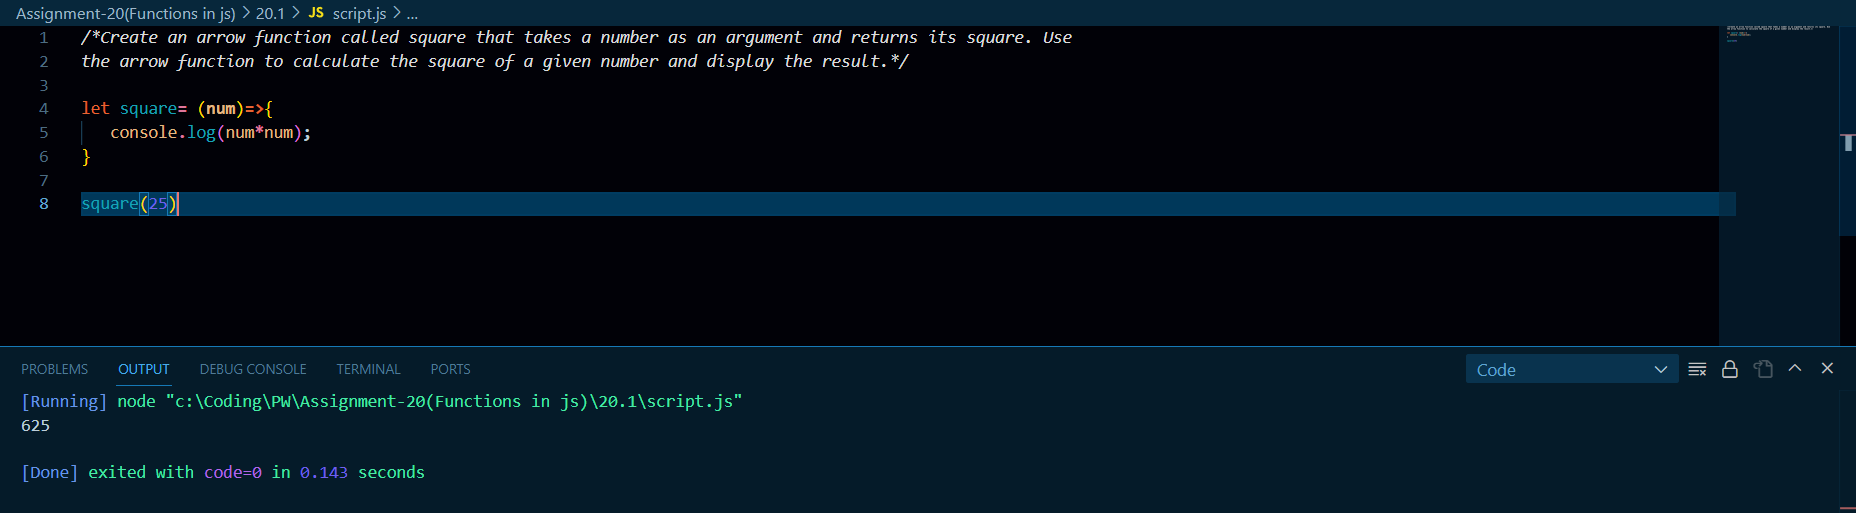 Assignment-20(Functions in js) > 20.1 > JS script.js > ...
1 /*Create an arrow function called square that takes a number as an argument and returns its square. Use
2 the arrow function to calculate the square of a given number and display the result.*/
3
4 let square= (num)=>{
5 console.log(num*num);
6 }
7
8 square(25)
PROBLEMS OUTPUT DEBUG CONSOLE TERMINAL PORTS Code
[Running] node "c:\Coding\PW\Assignment-20(Functions in js)\20.1\script.js"
625
[Done] exited with code=0 in 0.143 seconds